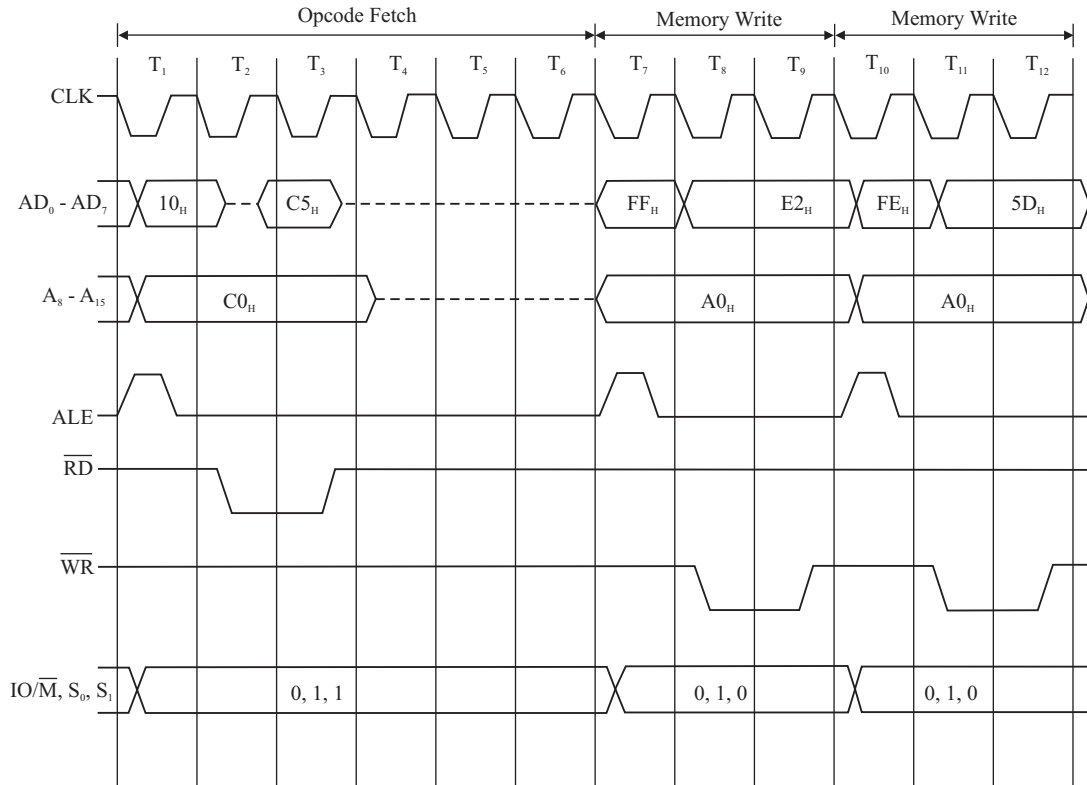 Opcode Fetch Memory Write Memory Write
T₁ T₂ T₃ T₄ T₅ T₆ T₇ T₈ T₉ T₁₀ T₁₁ T₁₂
CLK
AD₀ - AD₇ 10H C5H FFH E2H FEH 5DH
A₈ - A₁₅ C0H A0H A0H
ALE
R̅D̅
W̅R̅
IO/M̅, S₀, S₁ 0, 1, 1 0, 1, 0 0, 1, 0